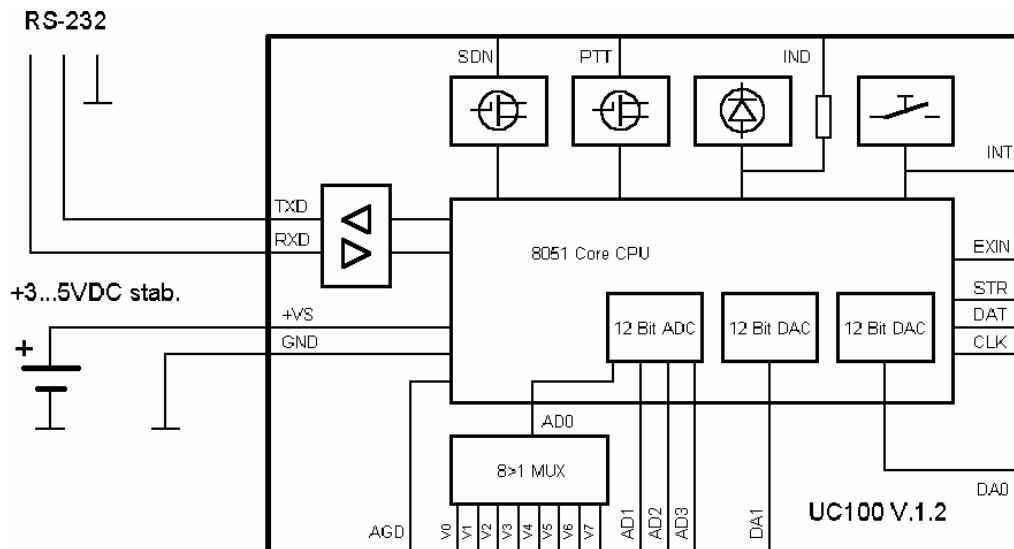 RS-232
SDN
PTT
IND
INT
TXD
RXD
8051 Core CPU
EXIN
+3...5VDC stab.
STR
+VS
12 Bit ADC
12 Bit DAC
12 Bit DAC
DAT
GND
CLK
+
AD0
8>1 MUX
DA0
UC100 V.1.2
AGD
V0
V1
V2
V3
V4
V5
V6
V7
AD1
AD2
AD3
DA1